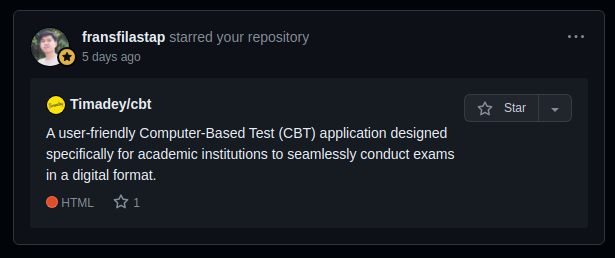 fransfilastap starred your repository
5 days ago
Timadey/cbt
Star
A user-friendly Computer-Based Test (CBT) application designed
specifically for academic institutions to seamlessly conduct exams
in a digital format.
HTML 1